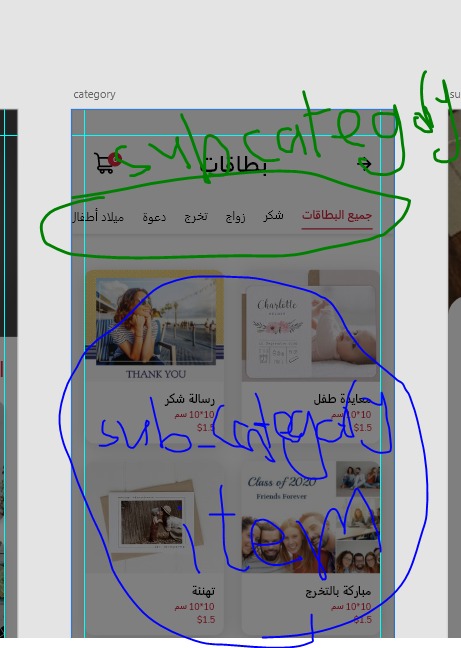 category
su
subcategory
بطاقات
جميع البطاقات شكر زواج تخرج دعوة ميلاد أطفال
Charlotte
THANK YOU
معايدة طفل
10*10 سم
$1.5
رسالة شكر
10*10 سم
$1.5
sub_category
item
Class of 2020
Friends Forever
مباركة بالتخرج
10*10 سم
$1.5
تهنئة
10*10 سم
$1.5